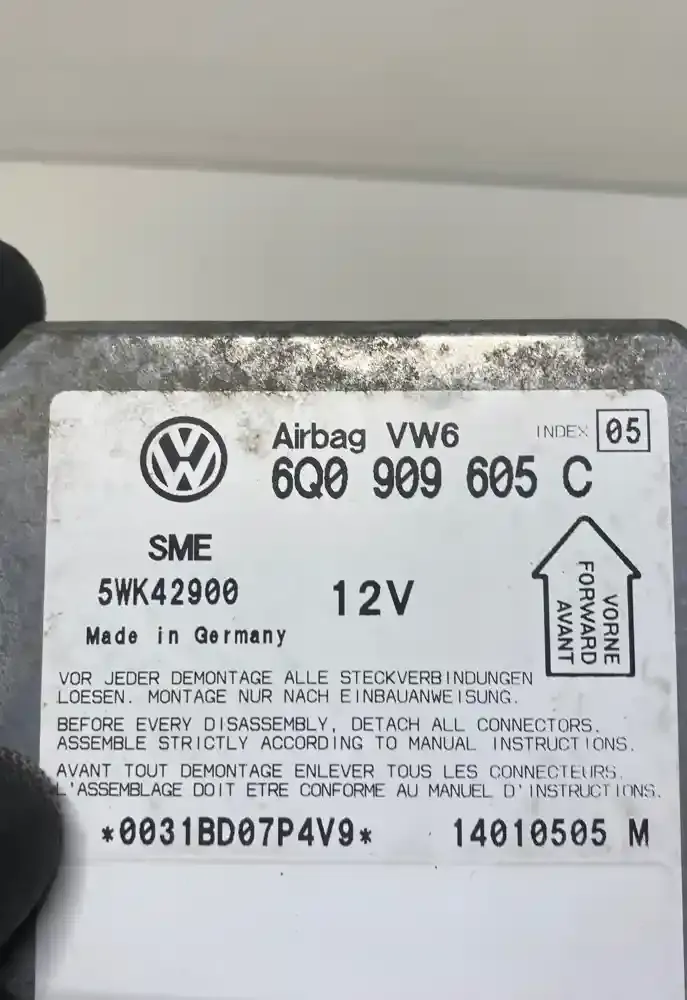 Airbag VW6 INDEX 05
6Q0 909 605 C
SME
5WK42900 12V
Made in Germany
VORNE
FORWARD
AVANT
VOR JEDER DEMONTAGE ALLE STECKVERBINDUNGEN
LOESEN. MONTAGE NUR NACH EINBAUANWEISUNG.
BEFORE EVERY DISASSEMBLY, DETACH ALL CONNECTORS.
ASSEMBLE STRICTLY ACCORDING TO MANUAL INSTRUCTIONS.
AVANT TOUT DEMONTAGE ENLEVER TOUS LES CONNECTEURS.
L'ASSEMBLAGE DOIT ETRE CONFORME AU MANUEL D'INSTRUCTIONS.
*0031BD07P4V9* 14010505 M